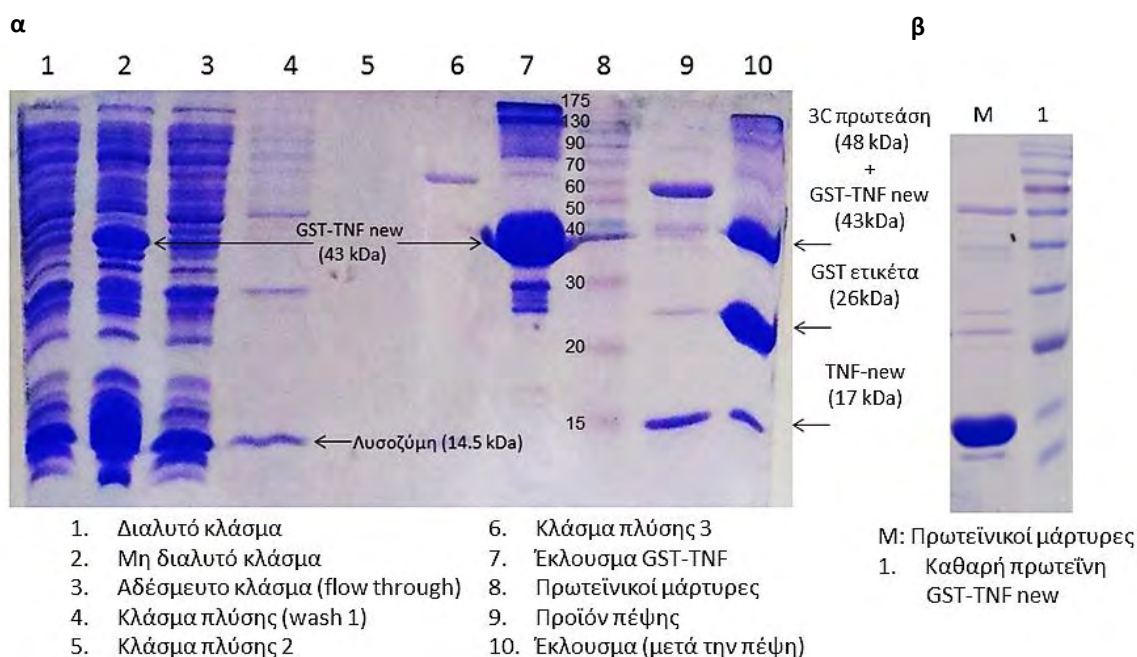 α
β
1 2 3 4 5 6 7 8 9 10
175
130
90
70
60
50
40
30
20
15
GST-TNF new
(43 kDa)
Λυσοζύμη (14.5 kDa)
3C πρωτεάση
(48 kDa)
+
GST-TNF new
(43kDa)
GST ετικέτα
(26kDa)
TNF-new
(17 kDa)
M 1
1. Διαλυτό κλάσμα
2. Μη διαλυτό κλάσμα
3. Αδέσμευτο κλάσμα (flow through)
4. Κλάσμα πλύσης (wash 1)
5. Κλάσμα πλύσης 2
6. Κλάσμα πλύσης 3
7. Έκλουσμα GST-TNF
8. Πρωτεϊνικοί μάρτυρες
9. Προϊόν πέψης
10. Έκλουσμα (μετά την πέψη)
M: Πρωτεϊνικοί μάρτυρες
1. Καθαρή πρωτεΐνη
GST-TNF new